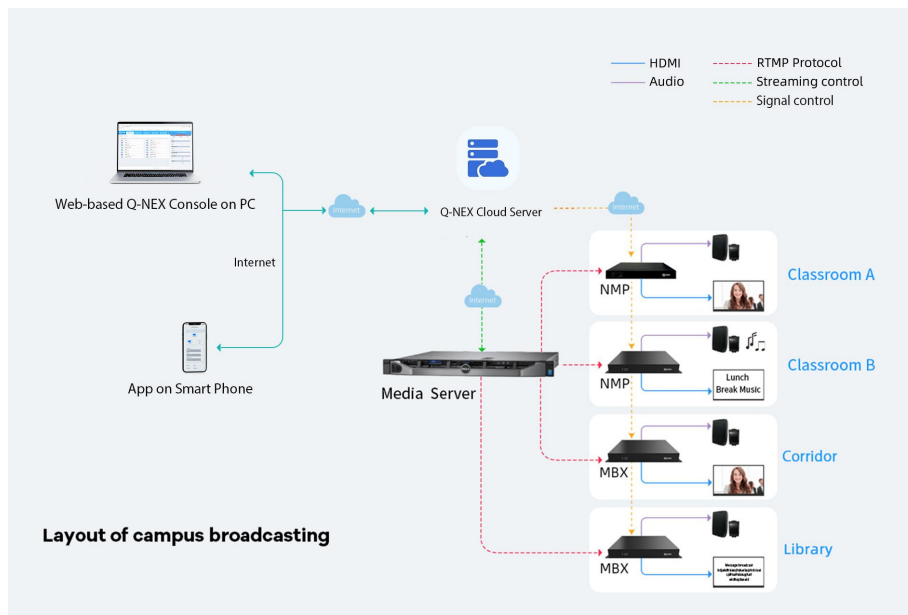 HDMI
RTMP Protocol
Audio
Streaming control
Signal control
Web-based Q-NEX Console on PC
Internet
Q-NEX Cloud Server
Internet
Internet
Internet
App on Smart Phone
Media Server
NMP
Classroom A
NMP
Lunch
Break Music
Classroom B
MBX
Corridor
MBX
Message broadcast
Library
Layout of campus broadcasting